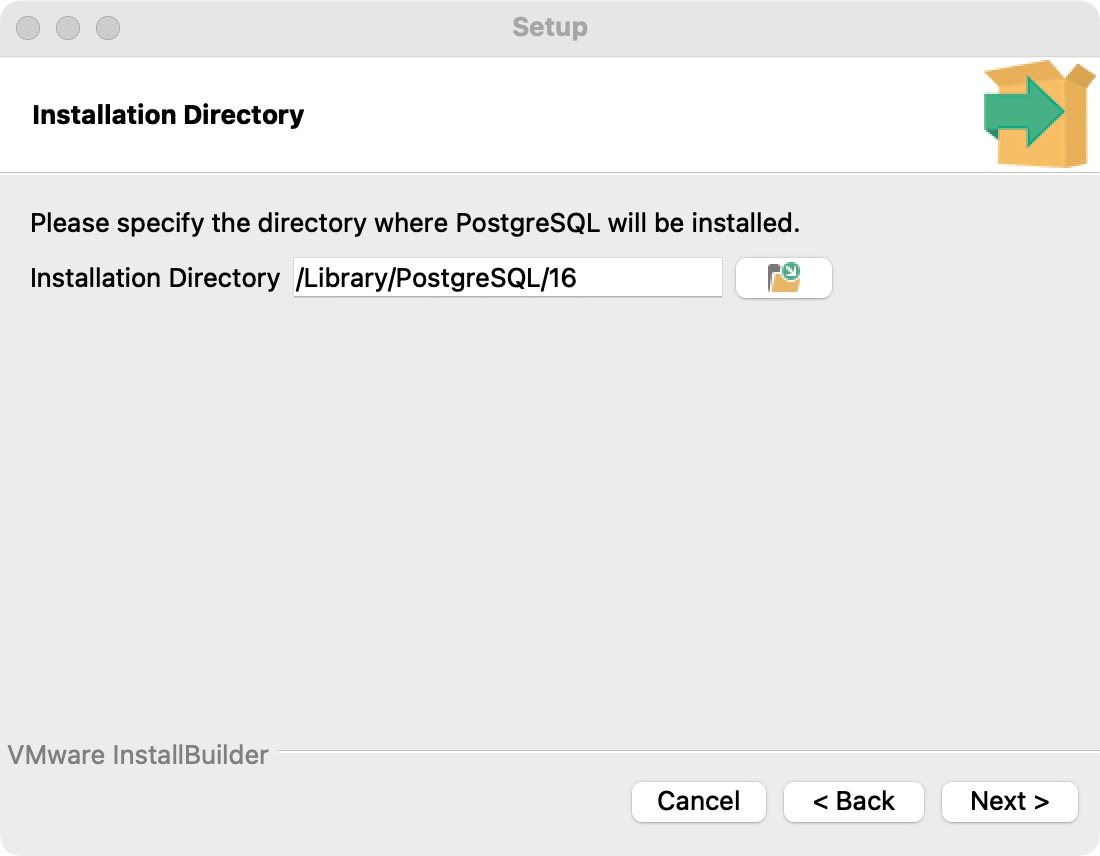 Setup
Installation Directory
Please specify the directory where PostgreSQL will be installed.
Installation Directory /Library/PostgreSQL/16
VMware InstallBuilder
Cancel < Back Next >